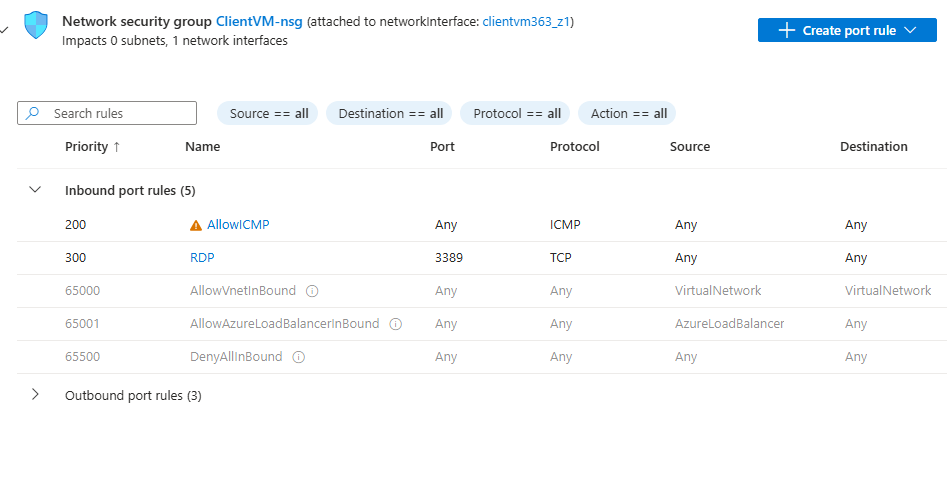 Network security group ClientVM-nsg (attached to networkInterface: clientvm363_z1)
Impacts 0 subnets, 1 network interfaces
Create port rule
Search rules
Source == all
Destination == all
Protocol == all
Action == all
Priority ↑ Name Port Protocol Source Destination
Inbound port rules (5)
200 AllowICMP Any ICMP Any Any
300 RDP 3389 TCP Any Any
65000 AllowVnetInBound Any Any VirtualNetwork VirtualNetwork
65001 AllowAzureLoadBalancerInBound Any Any AzureLoadBalancer Any
65500 DenyAllInBound Any Any Any Any
Outbound port rules (3)